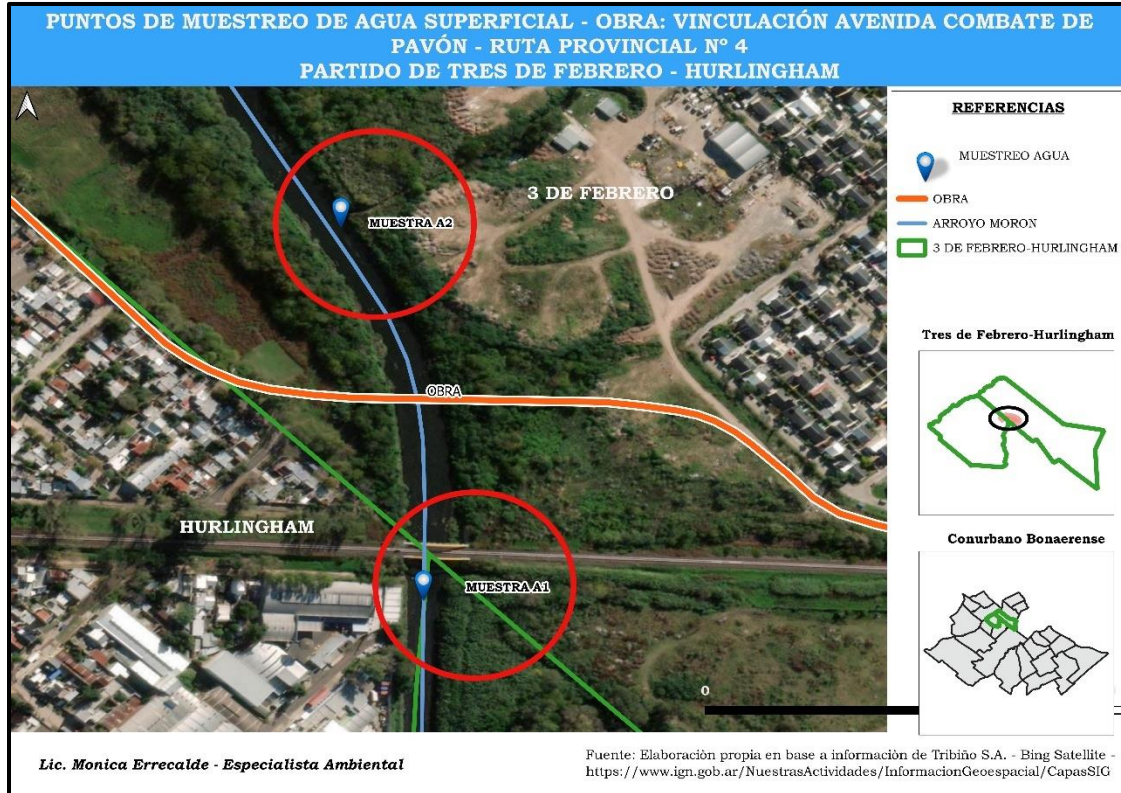 PUNTOS DE MUESTREO DE AGUA SUPERFICIAL - OBRA: VINCULACIÓN AVENIDA COMBATE DE
PAVÓN - RUTA PROVINCIAL Nº 4
PARTIDO DE TRES DE FEBRERO - HURLINGHAM
REFERENCIAS
MUESTREO AGUA
OBRA
ARROYO MORON
3 DE FEBRERO-HURLINGHAM
3 DE FEBRERO
MUESTRA A2
OBRA
HURLINGHAM
MUESTRA A1
0
Tres de Febrero-Hurlingham
Conurbano Bonaerense
Lic. Monica Errecalde - Especialista Ambiental
Fuente: Elaboraciòn propia en base a informaciòn de Tribiño S.A. - Bing Satellite -
https://www.ign.gob.ar/NuestrasActividades/InformacionGeoespacial/CapasSIG